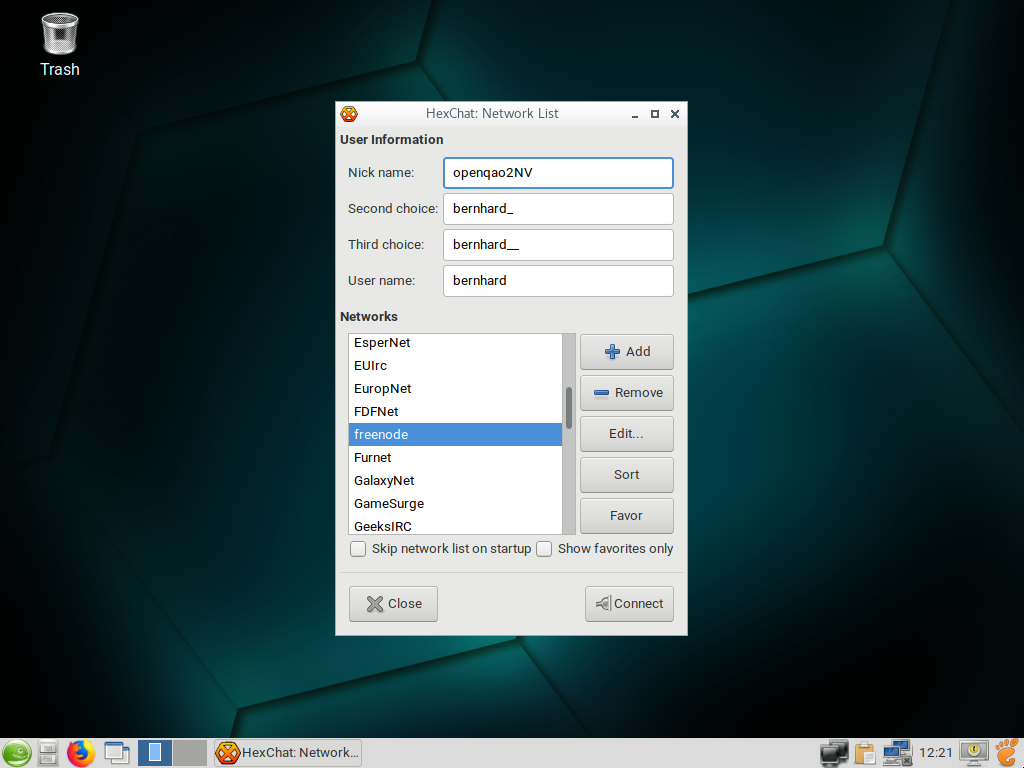 Trash
HexChat: Network List
User Information
Nick name: openqao2NV
Second choice: bernhard_
Third choice: bernhard__
User name: bernhard
Networks
EsperNet
EUIrc
EuropNet
FDFNet
freenode
Furnet
GalaxyNet
GameSurge
GeeksIRC
Add
Remove
Edit...
Sort
Favor
Skip network list on startup
Show favorites only
Close
Connect
HexChat: Network...
12:21